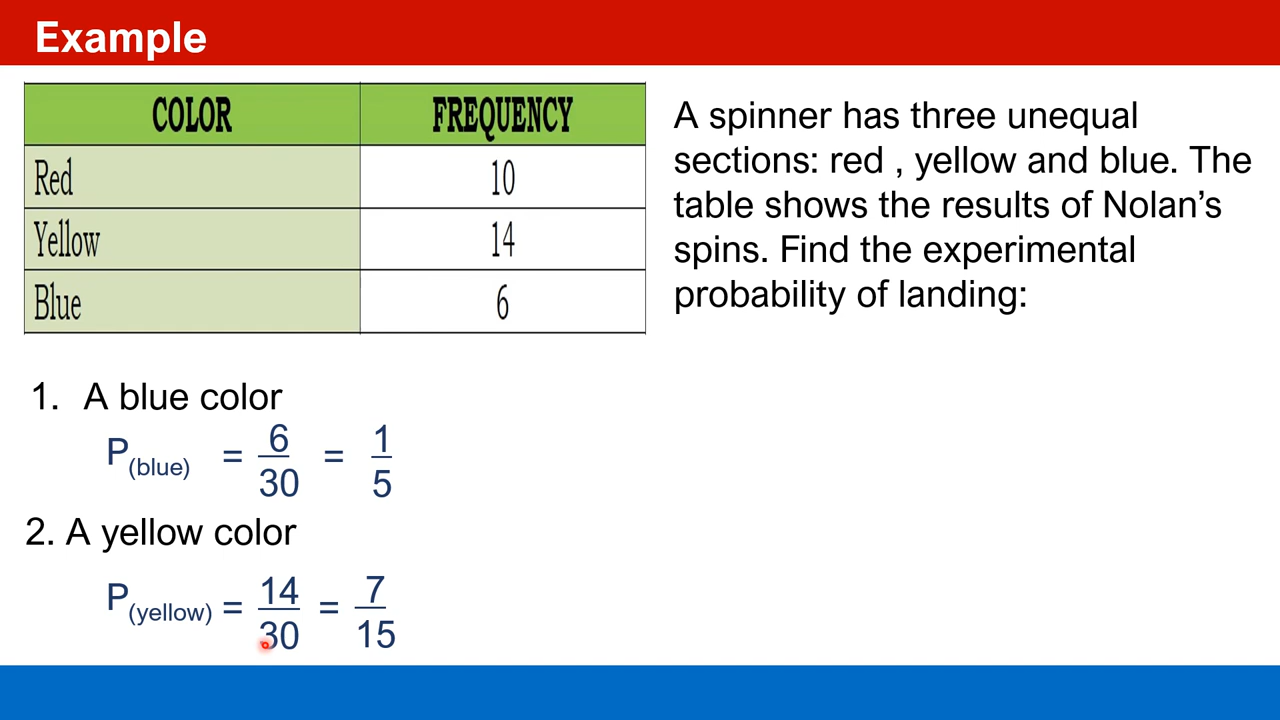 Example
COLOR FREQUENCY
Red 10
Yellow 14
Blue 6
A spinner has three unequal
sections: red , yellow and blue. The
table shows the results of Nolan’s
spins. Find the experimental
probability of landing:
1. A blue color
P(blue) = 6/30 = 1/5
2. A yellow color
P(yellow) = 14/30 = 7/15